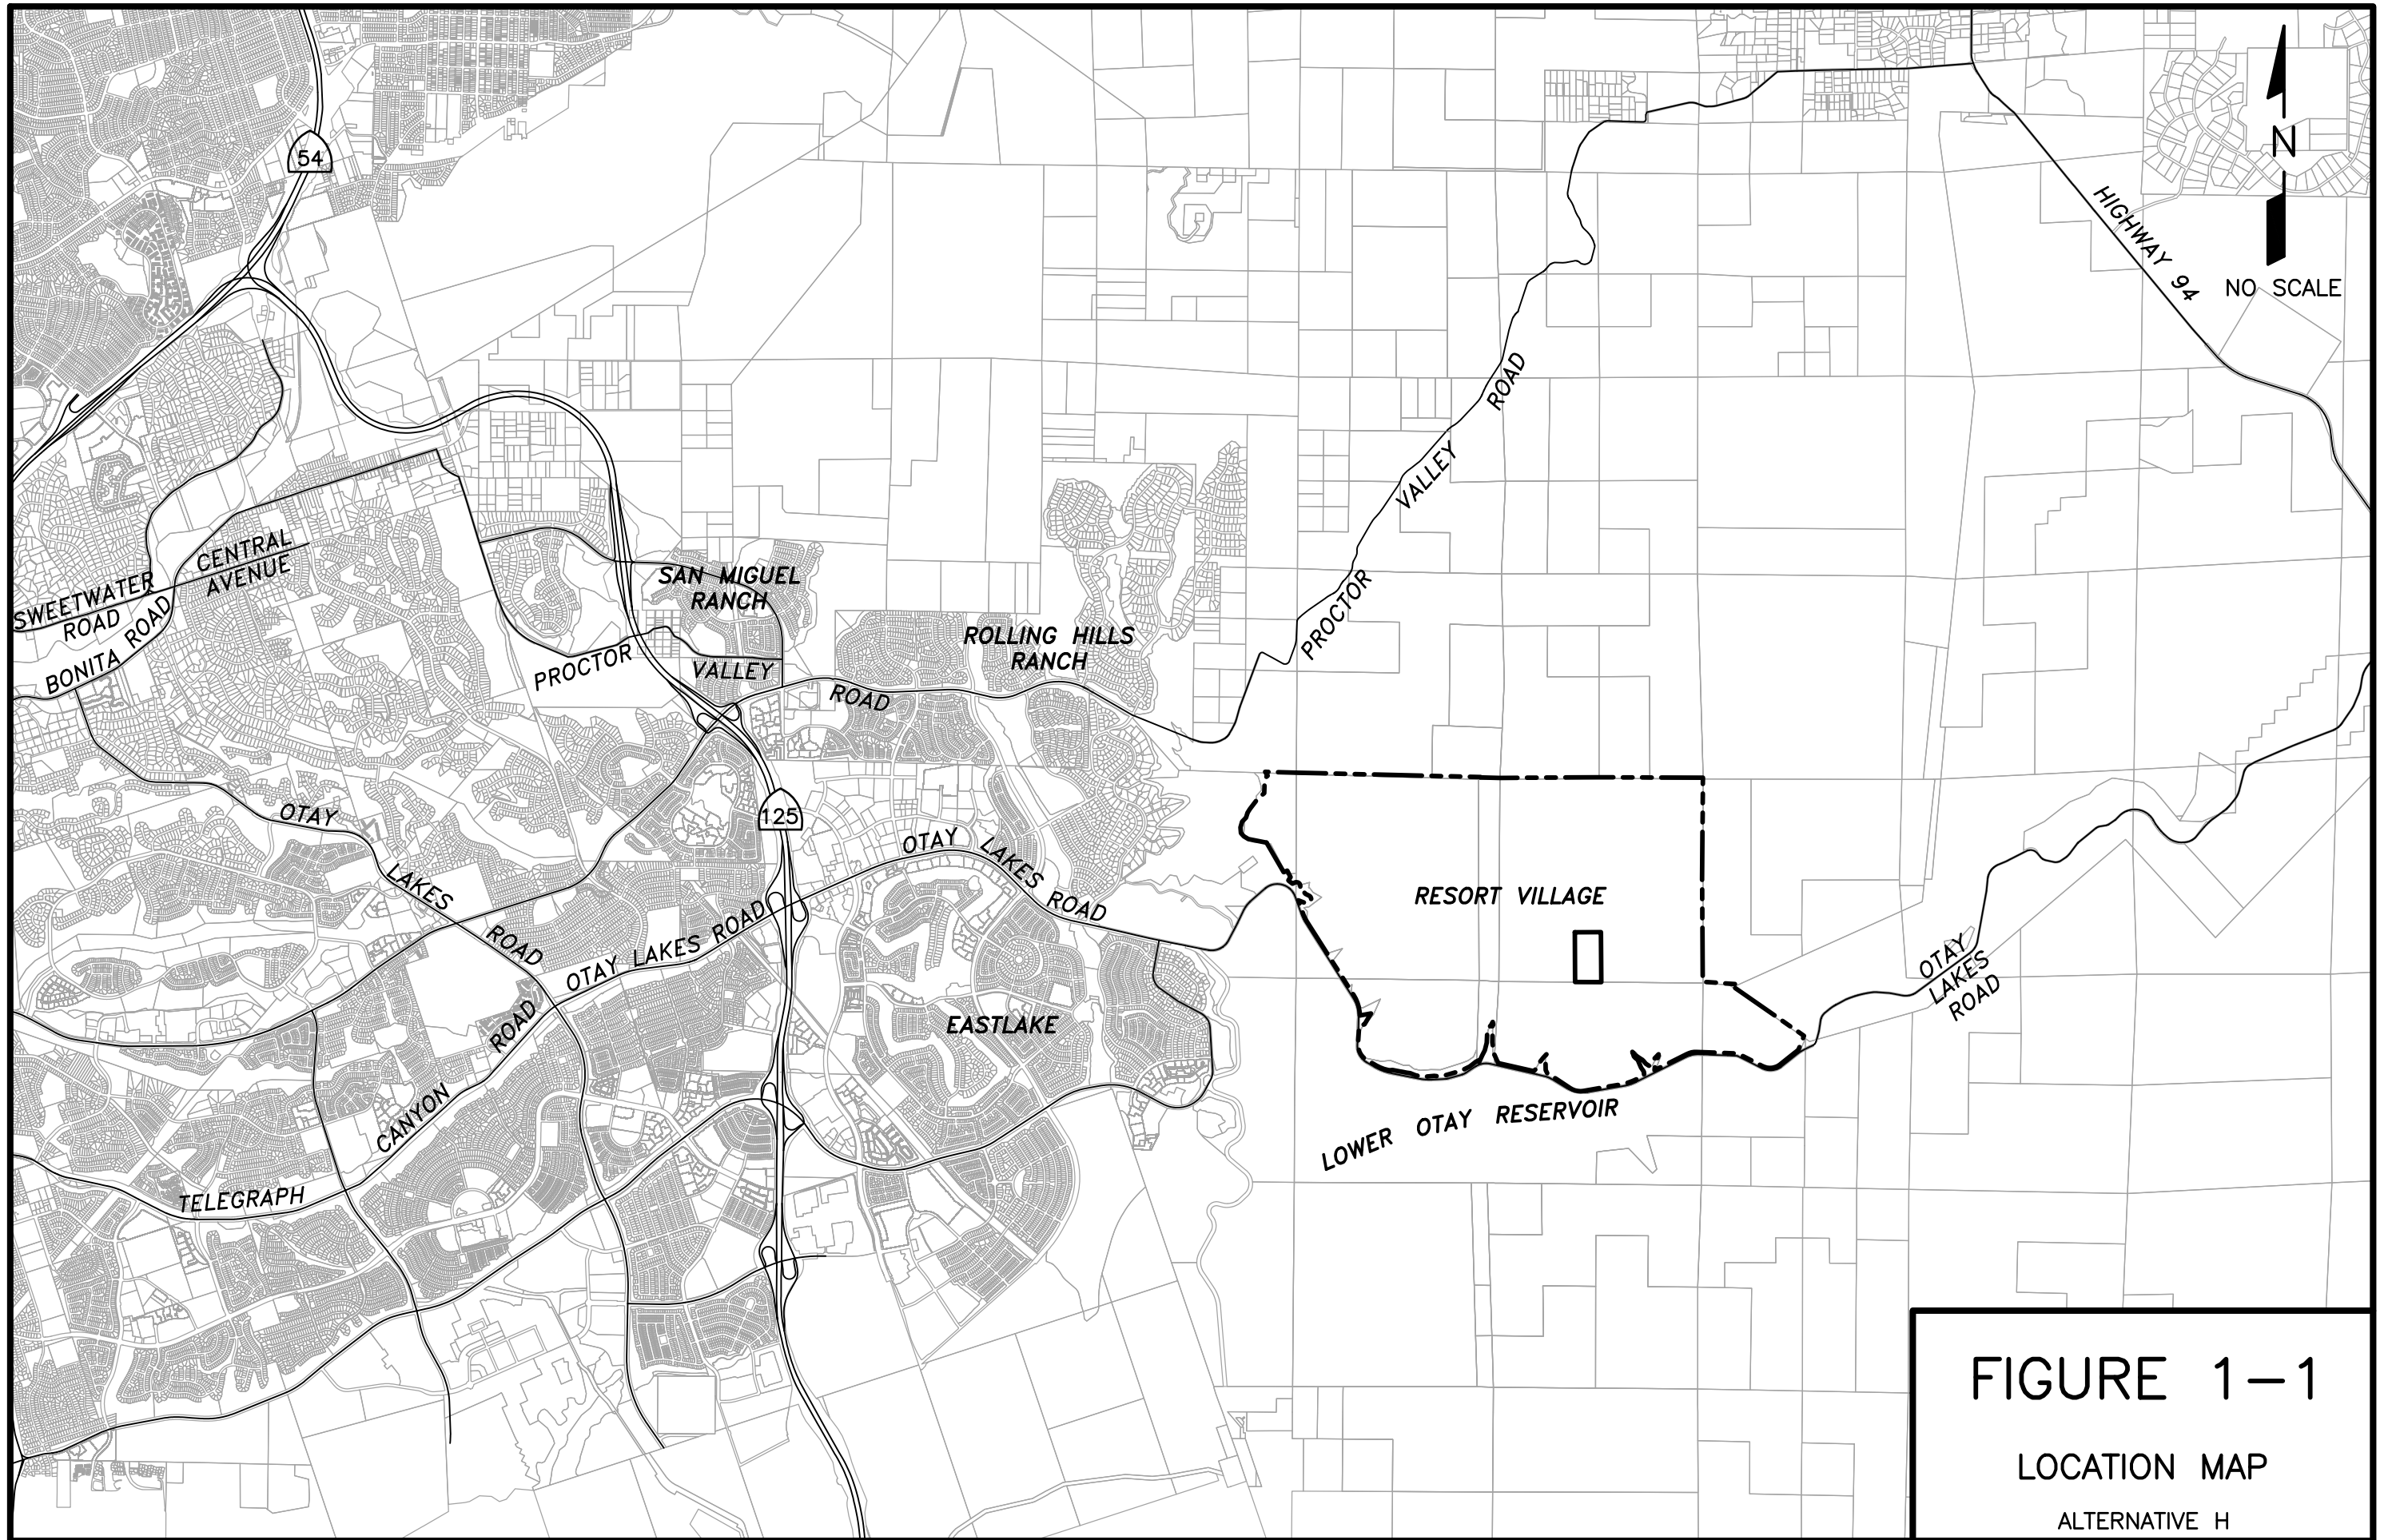 54
N
NO SCALE
HIGHWAY 94
PROCTOR VALLEY ROAD
SWEETWATER
ROAD
CENTRAL
AVENUE
BONITA ROAD
SAN MIGUEL
RANCH
ROLLING HILLS
RANCH
PROCTOR VALLEY ROAD
OTAY LAKES ROAD
125
OTAY LAKES ROAD
OTAY LAKES ROAD
RESORT VILLAGE
OTAY
LAKES
ROAD
EASTLAKE
TELEGRAPH CANYON ROAD
LOWER OTAY RESERVOIR
FIGURE 1-1
LOCATION MAP
ALTERNATIVE H